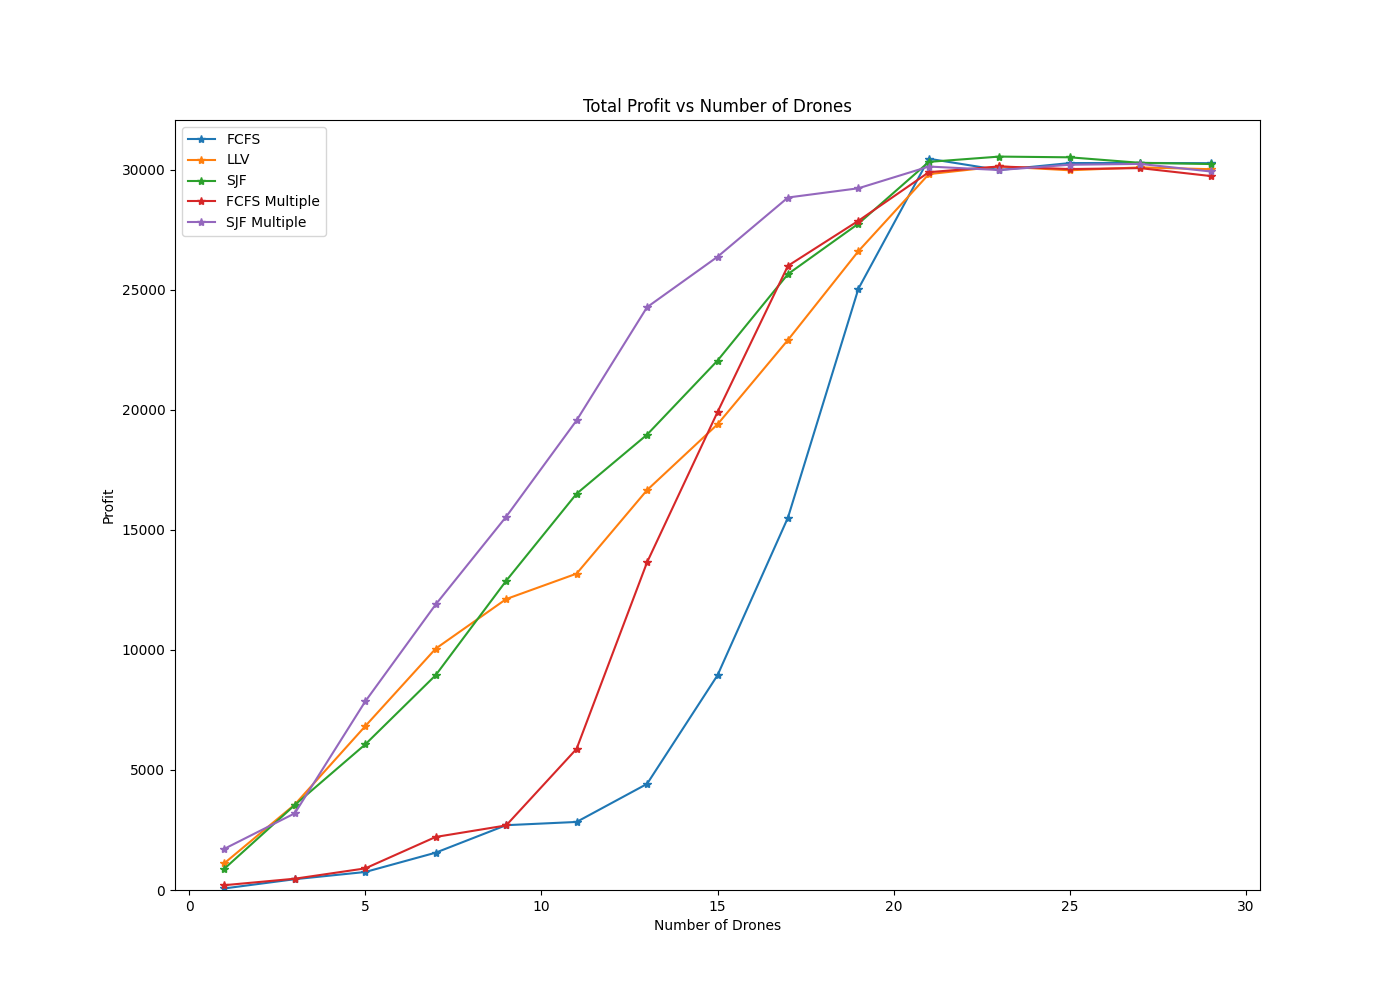 Total Profit vs Number of Drones
FCFS
LLV
SJF
FCFS Multiple
SJF Multiple
Profit
30000
25000
20000
15000
10000
5000
0
0 5 10 15 20 25 30
Number of Drones